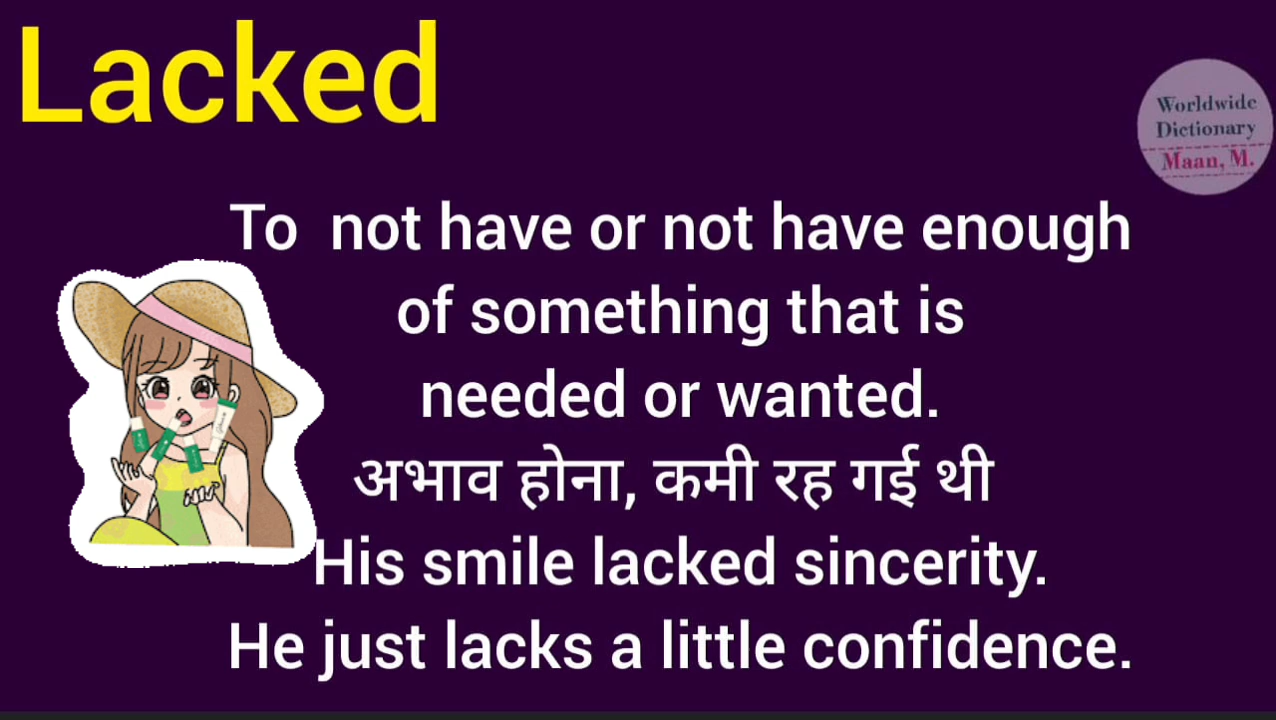 Lacked
Worldwide
Dictionary
Maan, M.
To not have or not have enough
of something that is
needed or wanted.
अभाव होना, कमी रह गई थी
His smile lacked sincerity.
He just lacks a little confidence.